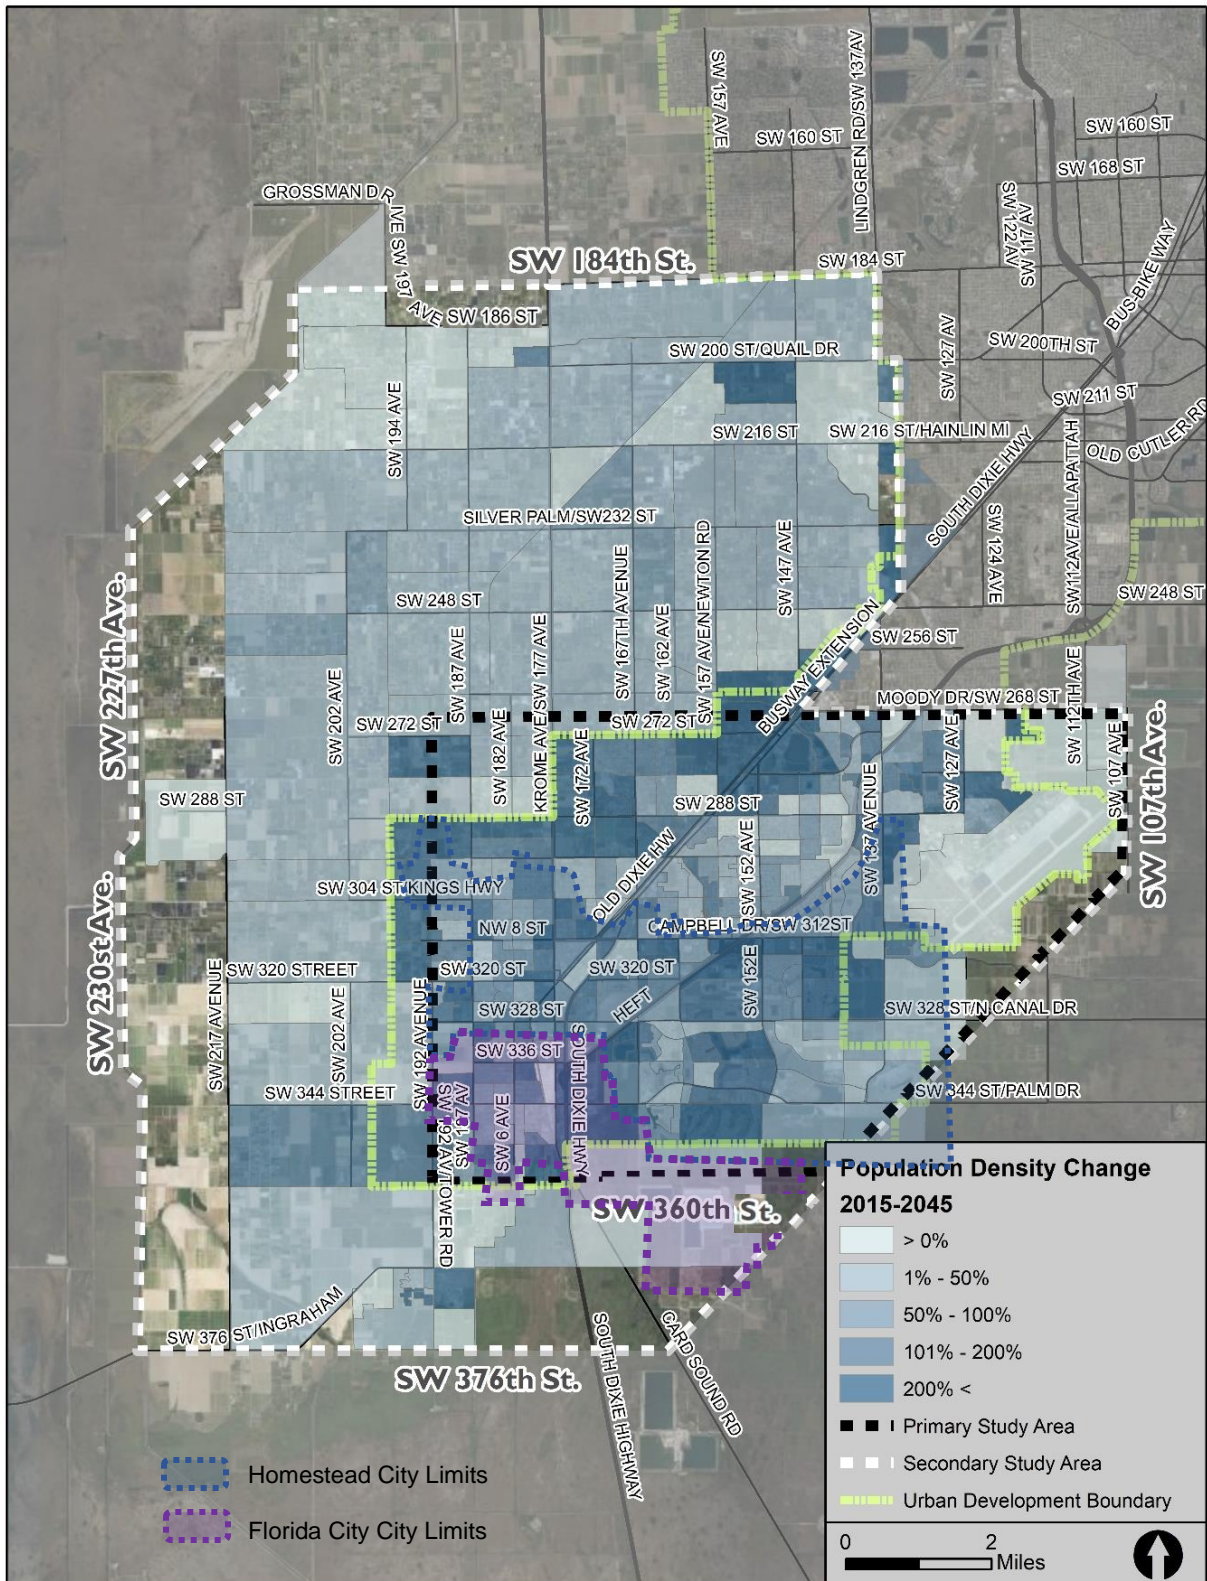 SW 157 AVE
LINDGREN RD/SW 137AV
SW 160 ST
SW 160 ST
SW 168 ST
SW 122 AV
SW 117 AV
GROSSMAN DRIVE SW 197 AVE
SW 184th St.
SW 184 ST
BUS-BIKE WAY
SW 186 ST
SW 127 AV
SW 200TH ST
SW 200 ST/QUAIL DR
SW 211 ST
SW 194 AVE
SW 216 ST
SW 216 ST/HAINLIN MI
OLD CUTLER RD
SW112AVE/ALLAPATTAH
SOUTH DIXIE HWY
SILVER PALM/SW232 ST
SW 124 AVE
SW 147 AVE
SW 167TH AVENUE
SW 162 AVE
SW 157 AVE/NEWTON RD
SW 227th Ave.
SW 248 ST
SW 248 ST
SW 256 ST
SW 187 AVE
SW 202 AVE
BUSWAY EXTENSION
SW 112TH AVE
MOODY DR/SW 268 ST
SW 272 ST
SW 272 ST
SW 182 AVE
KROME AVE/SW 177 AVE
SW 172 AVE
SW 127 AVE
SW 107 AVE
SW 107th Ave.
SW 288 ST
SW 288 ST
SW 137 AVENUE
SW 152 AVE
OLD DIXIE HW
SW 304 ST/KINGS HWY
SW 230st Ave.
NW 8 ST
CAMPBELL DR/SW 312ST
SW 320 STREET
SW 320 ST
SW 320 ST
SW 152E
HEFT
SW 328 ST
SW 328 ST/N CANAL DR
SW 217 AVENUE
SW 202 AVE
SW 192 AVENUE
SW 336 ST
SOUTH DIXIE HWY
SW 344 STREET
SW 344 ST/PALM DR
SW 187 AV
SW 192 AV/TOWER RD
SW 6 AVE
SW 360th St.
SW 376 ST/INGRAHAM
SW 376th St.
SOUTH DIXIE HIGHWAY
CARD SOUND RD
Population Density Change
2015-2045
> 0%
1% - 50%
50% - 100%
101% - 200%
200% <
Primary Study Area
Secondary Study Area
Urban Development Boundary
0 2
Miles
Homestead City Limits
Florida City City Limits